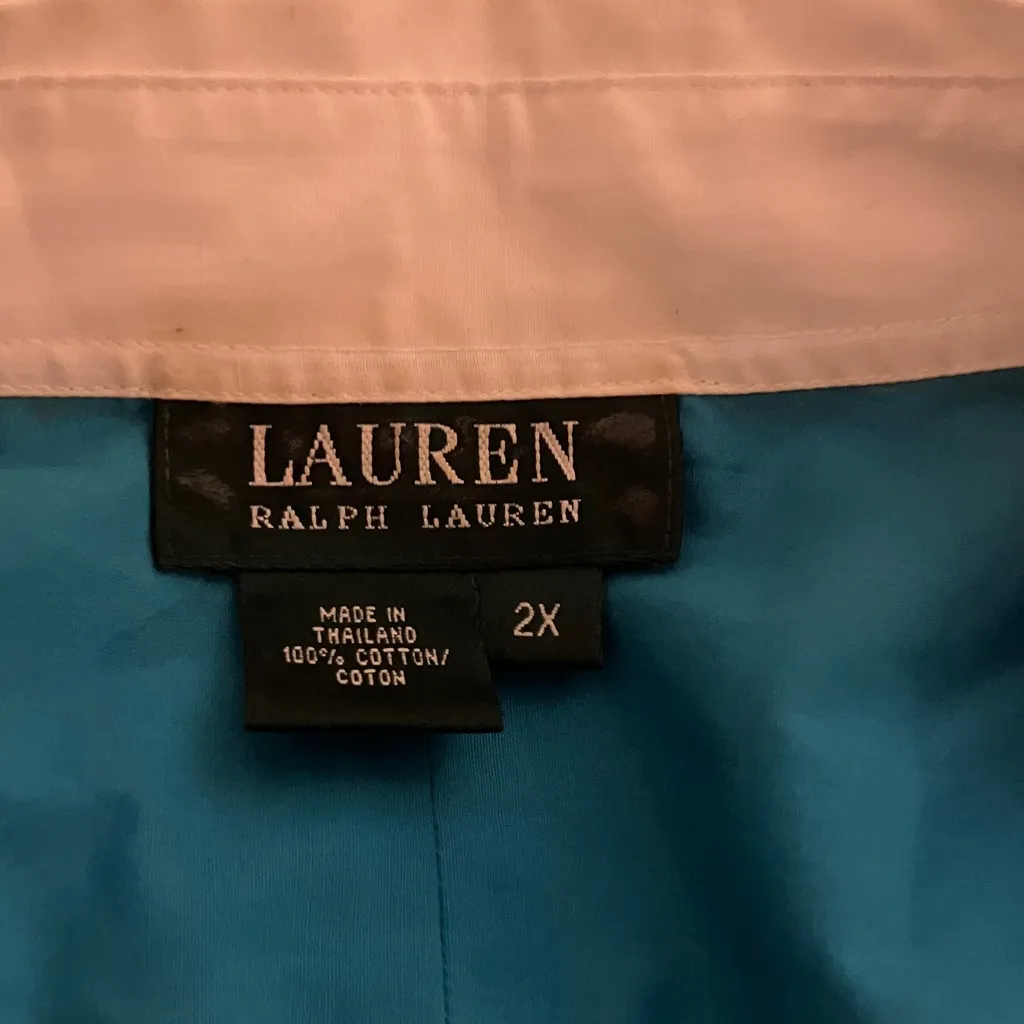 LAUREN
RALPH LAUREN
MADE IN
THAILAND
100% COTTON/
COTON
2X